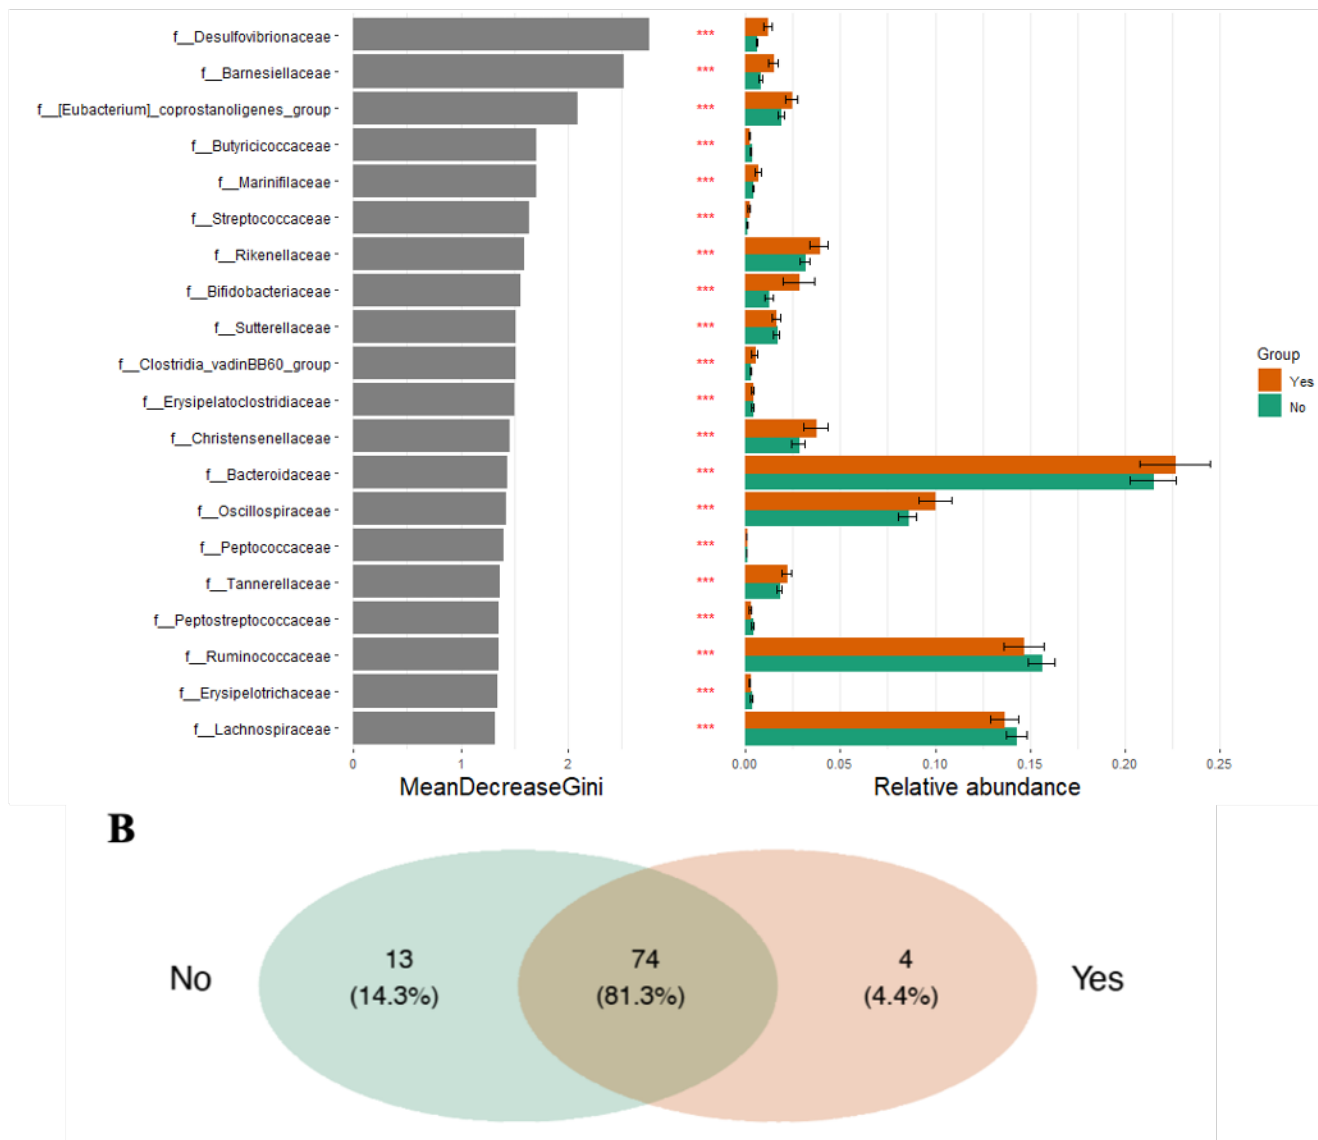 f__Desulfovibrionaceae ***
f__Barnesiellaceae ***
f__[Eubacterium]_coprostanoligenes_group ***
f__Butyricicoccaceae ***
f__Marinifilaceae ***
f__Streptococcaceae ***
f__Rikenellaceae ***
f__Bifidobacteriaceae ***
f__Sutterellaceae ***
f__Clostridia_vadinBB60_group ***
f__Erysipelatoclostridiaceae ***
f__Christensenellaceae ***
f__Bacteroidaceae ***
f__Oscillospiraceae ***
f__Peptococcaceae ***
f__Tannerellaceae ***
f__Peptostreptococcaceae ***
f__Ruminococcaceae ***
f__Erysipelotrichaceae ***
f__Lachnospiraceae ***
0 1 2
MeanDecreaseGini
0.00 0.05 0.10 0.15 0.20 0.25
Relative abundance
Group
Yes
No
B
No
13
(14.3%)
74
(81.3%)
4
(4.4%)
Yes